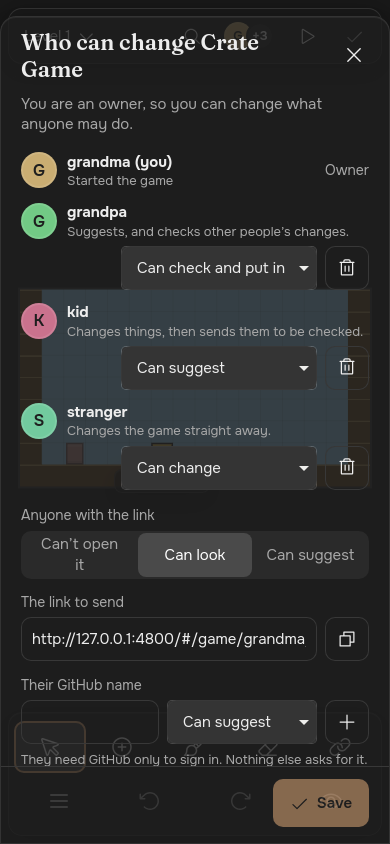 Who can change Crate
Game
You are an owner, so you can change what
anyone may do.
G
grandma (you)
Started the game
Owner
G
grandpa
Suggests, and checks other people's changes.
Can check and put in
K
kid
Changes things, then sends them to be checked.
Can suggest
S
stranger
Changes the game straight away.
Can change
Anyone with the link
Can't open
it
Can look
Can suggest
The link to send
http://127.0.0.1:4800/#/game/grandma
Their GitHub name
Can suggest
They need GitHub only to sign in. Nothing else asks for it.
Save